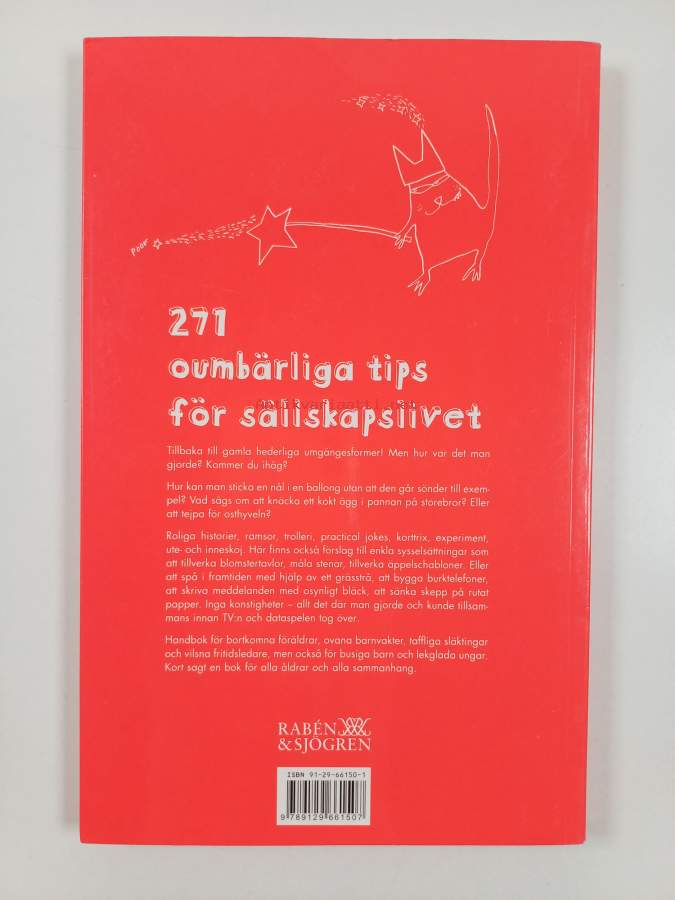 POOF
271
oumbärliga tips
för sällskapslivet
Tillbaka till gamla hederliga umgängesformer! Men hur var det man
gjorde? Kommer du ihåg?
Hur kan man sticka en nål i en ballong utan att den går sönder till exem-
pel? Vad sägs om att knäcka ett kokt ägg i pannan på storebror? Eller
att tejpa för osthyveln?
Roliga historier, ramsor, trolleri, practical jokes, korttrix, experiment,
ute- och inneskoj. Här finns också förslag till enkla sysselsättningar som
att tillverka blomstertavlor, måla stenar, tillverka äppelschabloner. Eller
att spå i framtiden med hjälp av ett grässtrå, att bygga burktelefoner,
att skriva meddelanden med osynligt bläck, att sänka skepp på rutat
papper. Inga konstigheter – allt det där man gjorde och kunde tillsam-
mans innan TV:n och dataspelen tog över.
Handbok för bortkomna föräldrar, ovana barnvakter, taffliga släktingar
och vilsna fritidsledare, men också för busiga barn och lekglada ungar.
Kort sagt en bok för alla åldrar och alla sammanhang.
RABÉN
&SJÖGREN
ISBN 91-29-66150-1
9789129661507